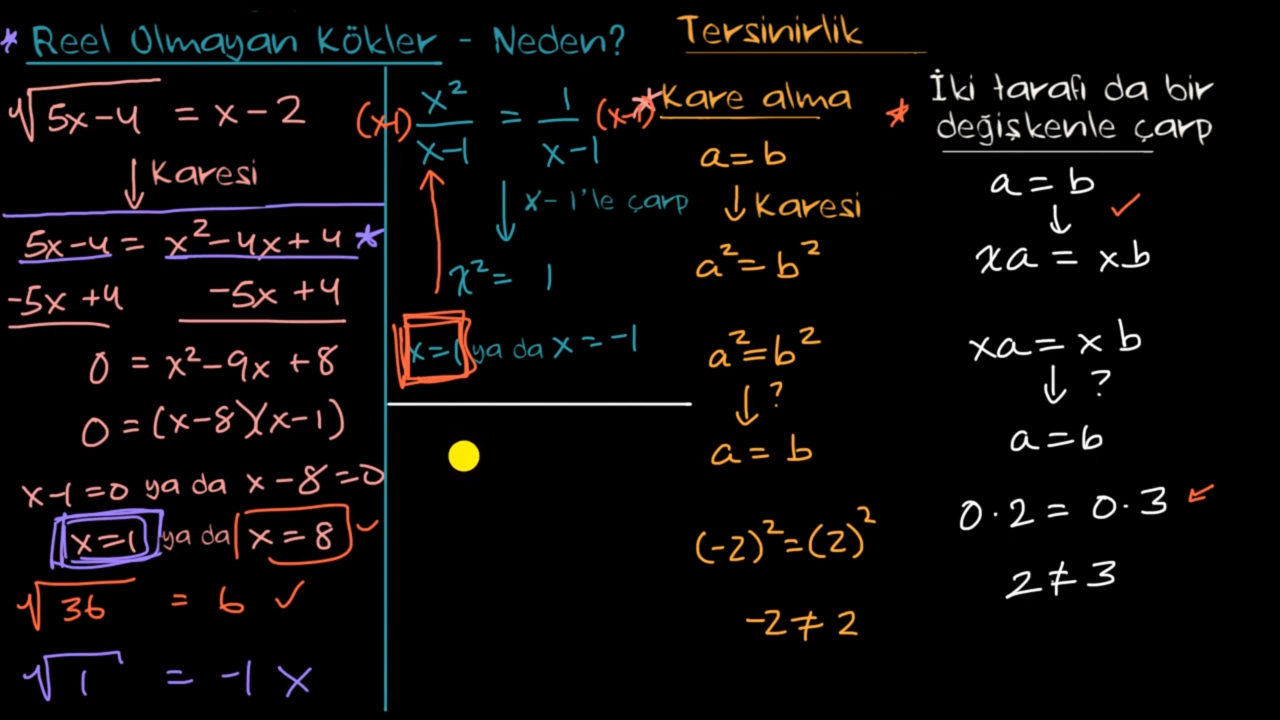 * Reel Olmayan Kökler - Neden?
√5x-4 = x-2
↓ Karesi
5x-4 = x²-4x+4 *
-5x +4 -5x +4
0 = x²-9x+8
0 = (x-8)(x-1)
x-1=0 ya da x-8=0
x=1 ya da x=8 ✓
√36 = 6 ✓
√1 = -1 X
(x-1) x²/x-1 = 1/x-1 (x-1)
↓ x-1'le çarp
x² = 1
x=1 ya da x=-1
Tersinirlik
* Kare alma
a=b
↓ Karesi
a²=b²
a²=b²
↓ ?
a=b
(-2)²=(2)²
-2≠2
* İki tarafı da bir
değişkenle çarp
a=b
↓ ✓
xa = xb
xa = xb
↓ ?
a=b
0·2 = 0·3
2≠3